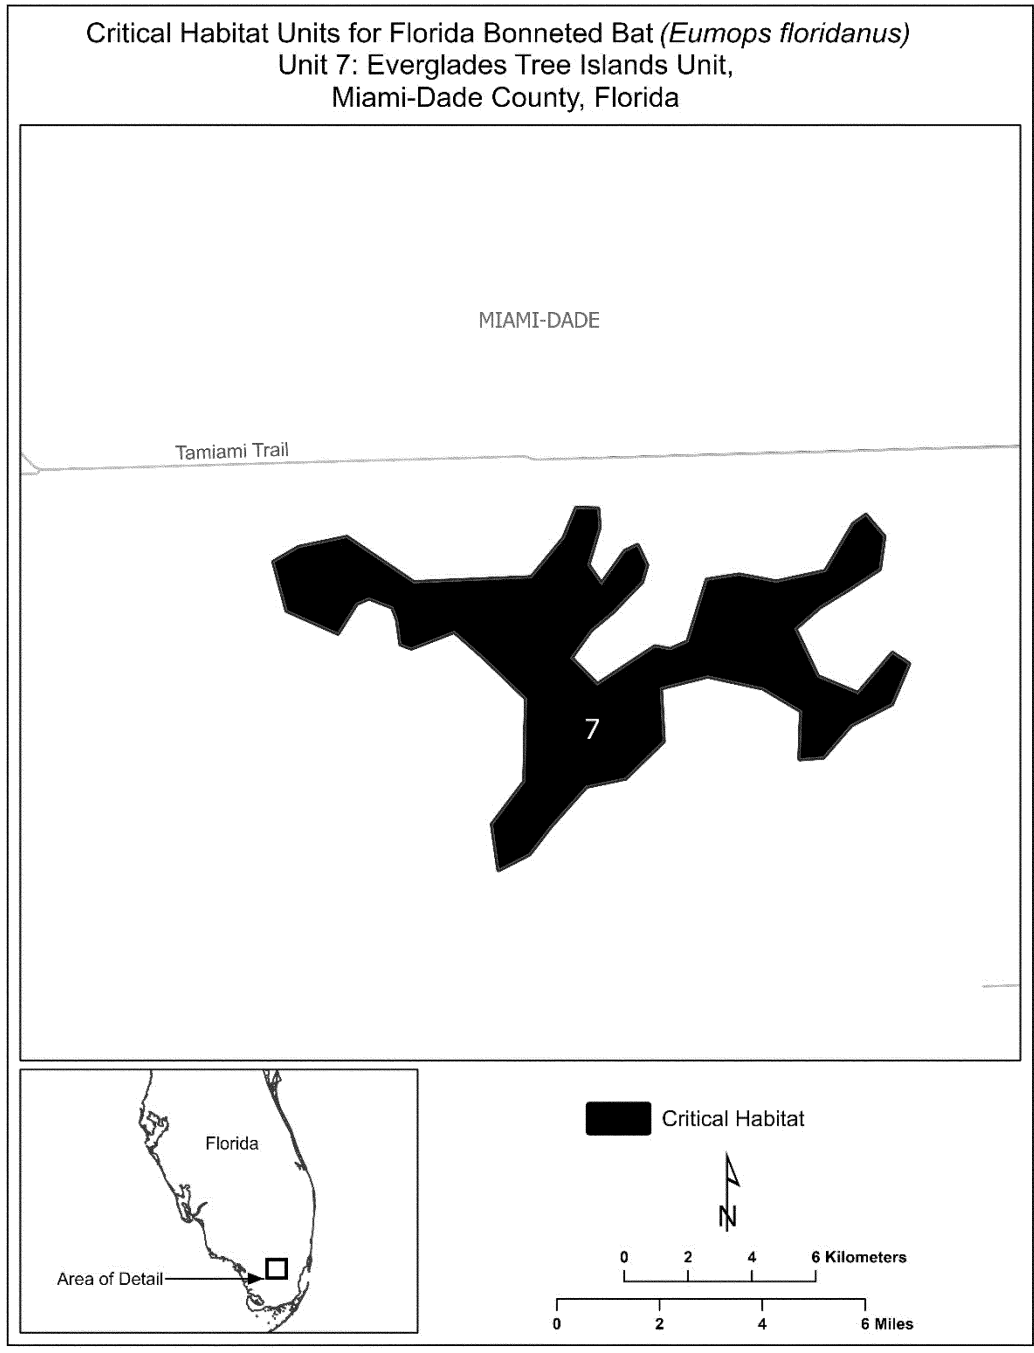 Critical Habitat Units for Florida Bonneted Bat (Eumops floridanus)
Unit 7: Everglades Tree Islands Unit,
Miami-Dade County, Florida
MIAMI-DADE
Tamiami Trail
7
Florida
Area of Detail
Critical Habitat
N
0 2 4 6 Kilometers
0 2 4 6 Miles